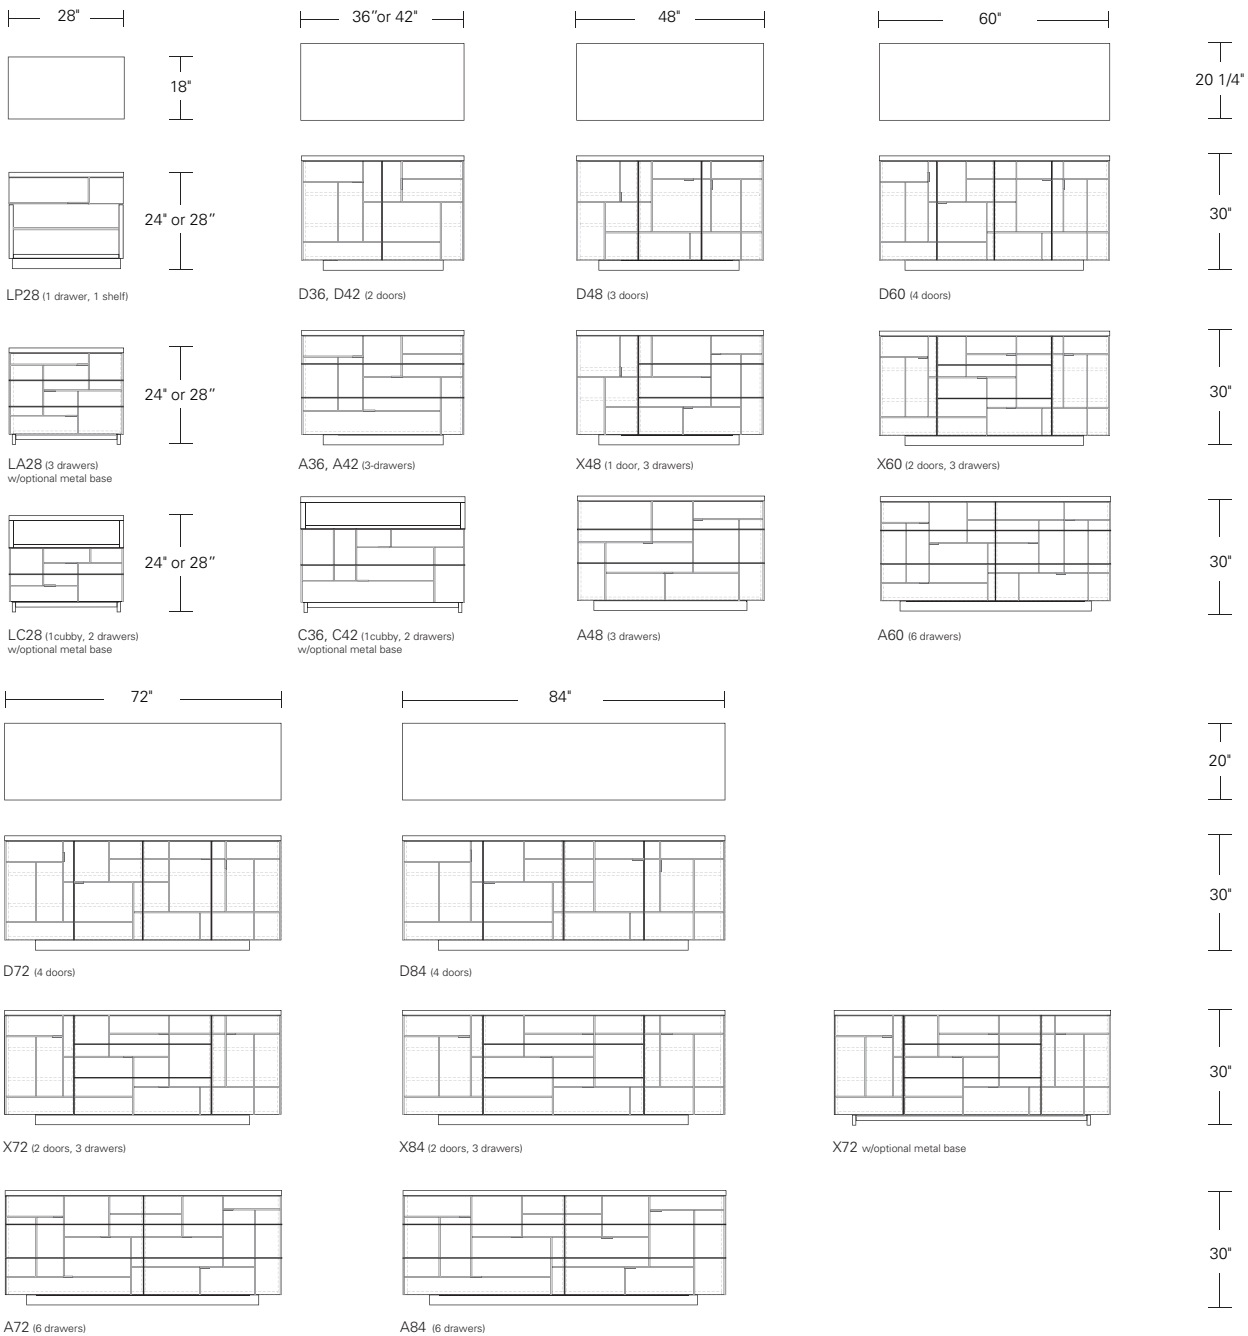 28" 36”or 42" 48" 60"
18" 20 1/4"
24" or 28” 30"
LP28 (1 drawer, 1 shelf) D36, D42 (2 doors) D48 (3 doors) D60 (4 doors)
24" or 28” 30"
LA28 (3 drawers) A36, A42 (3-drawers) X48 (1 door, 3 drawers) X60 (2 doors, 3 drawers)
w/optional metal base
24" or 28” 30"
LC28 (1cubby, 2 drawers) C36, C42 (1cubby, 2 drawers) A48 (3 drawers) A60 (6 drawers)
w/optional metal base w/optional metal base
72" 84"
20"
30"
D72 (4 doors) D84 (4 doors)
30"
X72 (2 doors, 3 drawers) X84 (2 doors, 3 drawers) X72 w/optional metal base
30"
A72 (6 drawers) A84 (6 drawers)